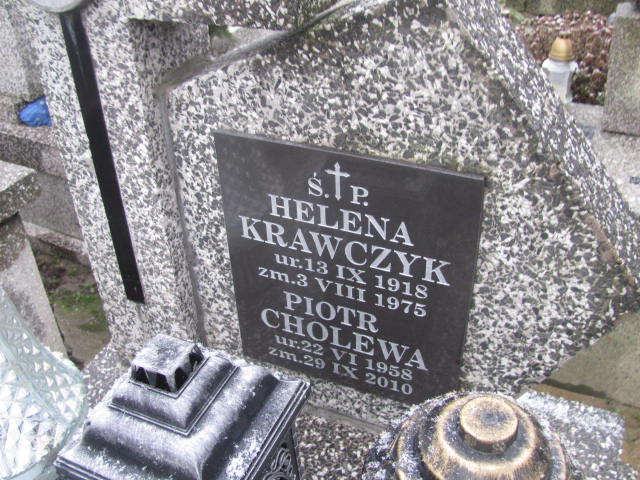 Ś.P.
HELENA
KRAWCZYK
ur.13 IX 1918
zm.3 VIII 1975
PIOTR
CHOLEWA
ur.22 VI 1958
zm.29 IX 2010